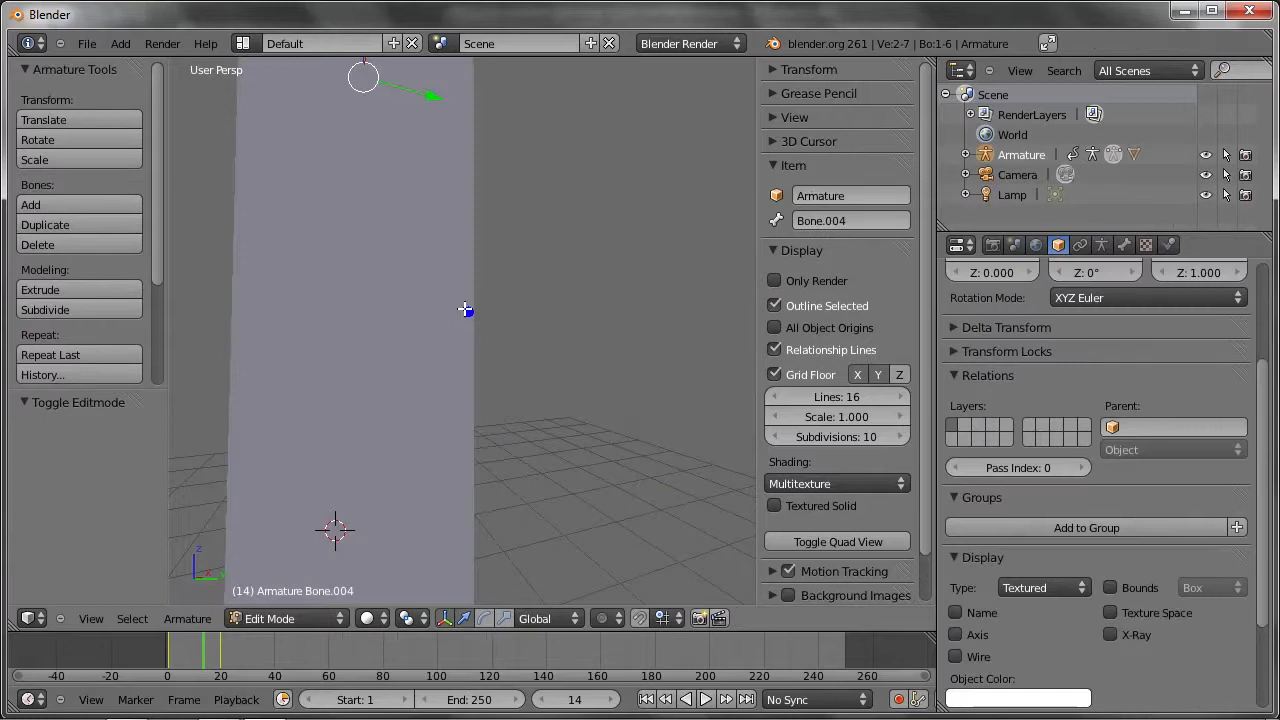 Blender
File Add Render Help Default Scene Blender Render blender.org 261 | Ve:2-7 | Bo:1-6 | Armature
Armature Tools
Transform:
Translate
Rotate
Scale
Bones:
Add
Duplicate
Delete
Modeling:
Extrude
Subdivide
Repeat:
Repeat Last
History...
Toggle Editmode
User Persp
z
(14) Armature Bone.004
Transform
Grease Pencil
View
3D Cursor
Item
Armature
Bone.004
Display
Only Render
Outline Selected
All Object Origins
Relationship Lines
Grid Floor X Y Z
Lines: 16
Scale: 1.000
Subdivisions: 10
Shading:
Multitexture
Textured Solid
Toggle Quad View
Motion Tracking
Background Images
View Search All Scenes
Scene
RenderLayers
World
Armature
Camera
Lamp
Z: 0.000 Z: 0° Z: 1.000
Rotation Mode: XYZ Euler
Delta Transform
Transform Locks
Relations
Layers: Parent:
Object
Pass Index: 0
Groups
Add to Group
Display
Type: Textured Bounds Box
Name Texture Space
Axis X-Ray
Wire
Object Color:
View Select Armature Edit Mode Global
-40 -20 0 20 40 60 80 100 120 140 160 180 200 220 240 260
View Marker Frame Playback Start: 1 End: 250 14 No Sync